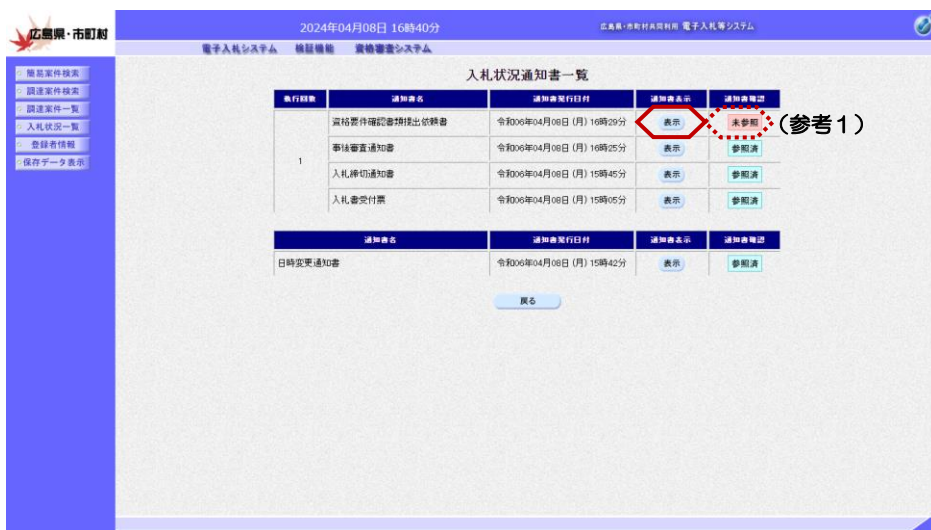 広島県・市町村
2024年04月08日 16時40分
広島県・市町村共同利用 電子入札等システム
電子入札システム 検証機能 資格審査システム
簡易案件検索
調達案件検索
調達案件一覧
入札状況一覧
登録者情報
保存データ表示
入札状況通知書一覧
執行回数 通知書名 通知書発行日付 通知書表示 通知書確認
資格要件確認書類提出依頼書 令和06年04月08日 (月) 16時29分 表示 未参照 (参考1)
事後審査通知書 令和06年04月08日 (月) 16時25分 表示 参照済
1
入札締切通知書 令和06年04月08日 (月) 15時45分 表示 参照済
入札書受付票 令和06年04月08日 (月) 15時05分 表示 参照済
通知書名 通知書発行日付 通知書表示 通知書確認
日時変更通知書 令和06年04月08日 (月) 15時42分 表示 参照済
戻る